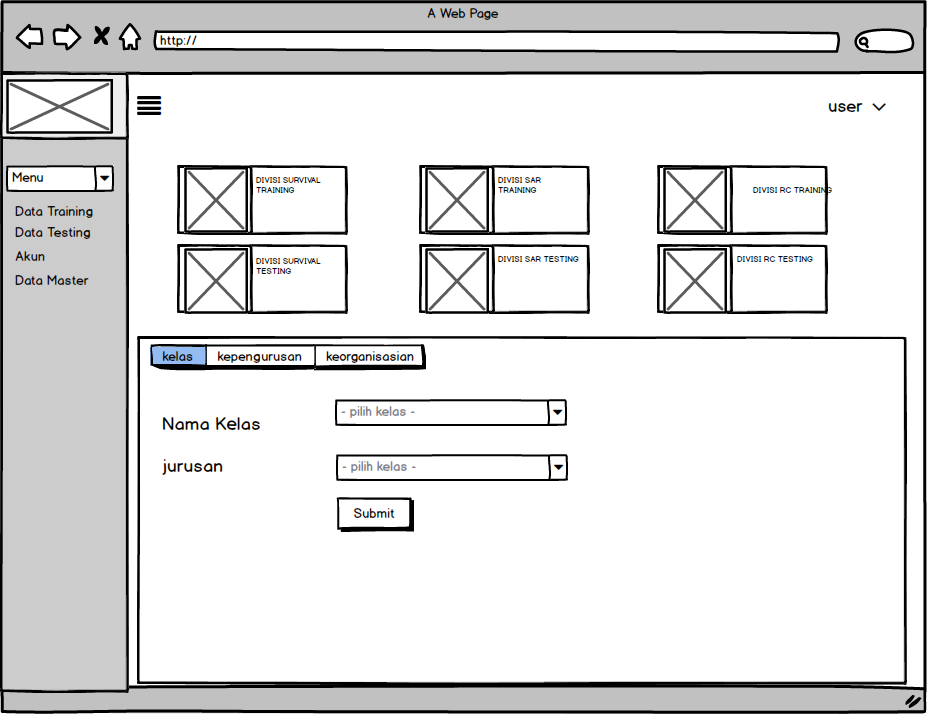 A Web Page
http://
user
Menu
Data Training
Data Testing
Akun
Data Master
DIVISI SURVIVAL
TRAINING
DIVISI SAR
TRAINING
DIVISI RC TRAINING
DIVISI SURVIVAL
TESTING
DIVISI SAR TESTING
DIVISI RC TESTING
kelas kepengurusan keorganisasian
Nama Kelas - pilih kelas -
jurusan - pilih kelas -
Submit